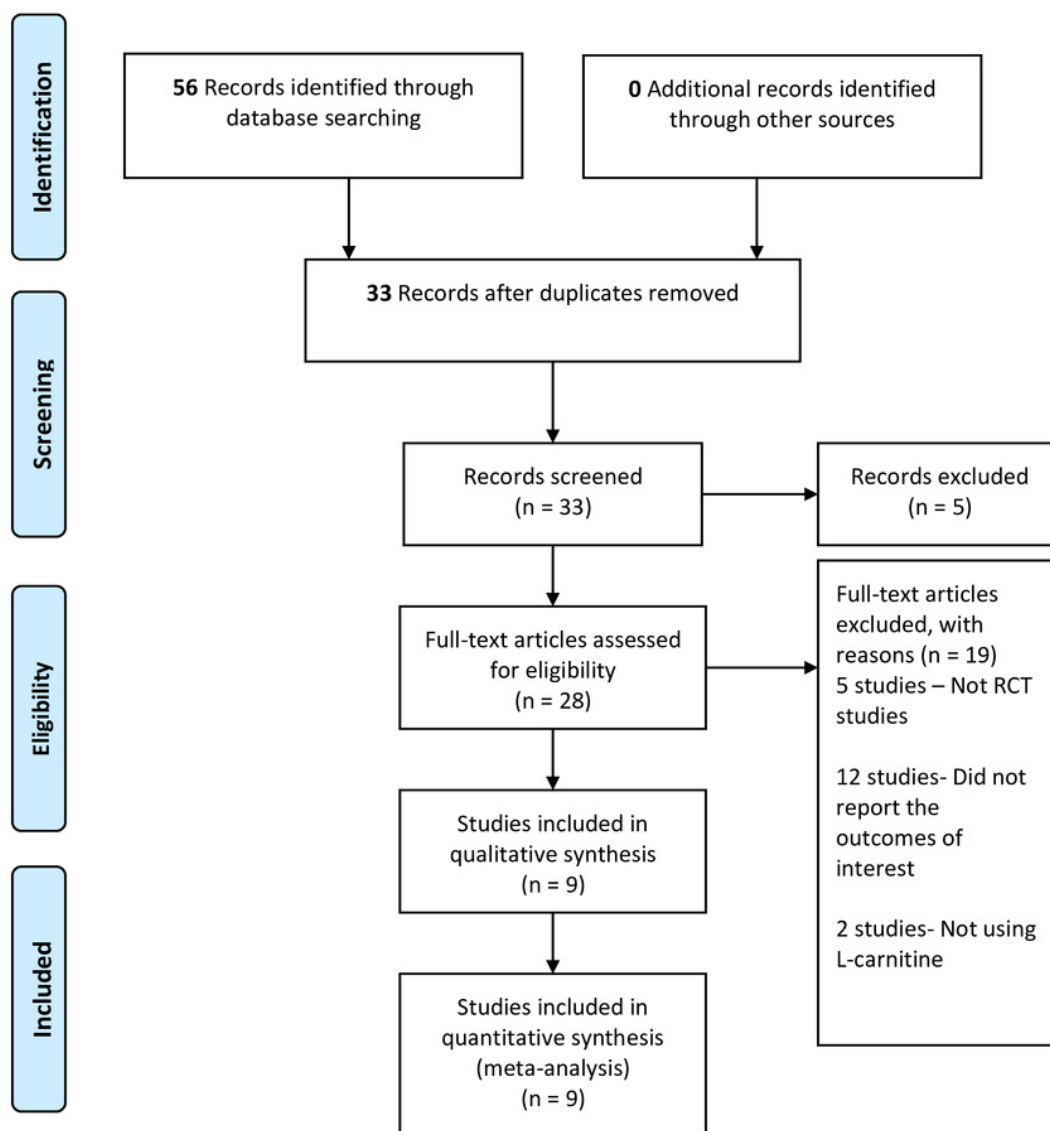 Identification
56 Records identified through
database searching
0 Additional records identified
through other sources
33 Records after duplicates removed
Screening
Records screened
(n = 33)
Records excluded
(n = 5)
Eligibility
Full-text articles assessed
for eligibility
(n = 28)
Full-text articles
excluded, with
reasons (n = 19)
5 studies – Not RCT
studies
12 studies- Did not
report the
outcomes of
interest
2 studies- Not using
L-carnitine
Studies included in
qualitative synthesis
(n = 9)
Included
Studies included in
quantitative synthesis
(meta-analysis)
(n = 9)